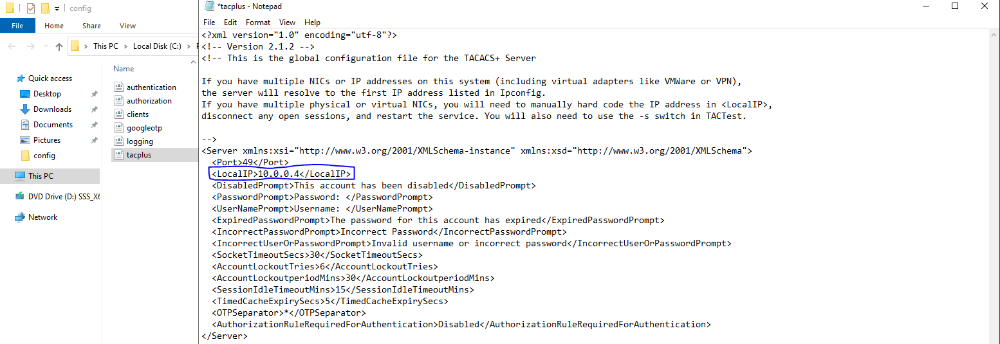 config
*tacplus - Notepad
File Home Share View
File Edit Format View Help
This PC Local Disk (C:)
Quick access
Desktop
Downloads
Documents
Pictures
config
This PC
DVD Drive (D:) SSS_X6
Network
Name
authentication
authorization
clients
googleotp
logging
tacplus
<?xml version="1.0" encoding="utf-8"?>
<!-- Version 2.1.2 -->
<!-- This is the global configuration file for the TACACS+ Server
If you have multiple NICs or IP addresses on this system (including virtual adapters like VMWare or VPN),
the server will resolve to the first IP address listed in Ipconfig.
If you have multiple physical or virtual NICs, you will need to manually hard code the IP address in <LocalIP>,
disconnect any open sessions, and restart the service. You will also need to use the -s switch in TACTest.
-->
<Server xmlns:xsi="http://www.w3.org/2001/XMLSchema-instance" xmlns:xsd="http://www.w3.org/2001/XMLSchema">
<Port>49</Port>
<LocalIP>10.0.0.4</LocalIP>
<DisabledPrompt>This account has been disabled</DisabledPrompt>
<PasswordPrompt>Password: </PasswordPrompt>
<UserNamePrompt>Username: </UserNamePrompt>
<ExpiredPasswordPrompt>The password for this account has expired</ExpiredPasswordPrompt>
<IncorrectPasswordPrompt>Incorrect Password</IncorrectPasswordPrompt>
<IncorrectUserOrPasswordPrompt>Invalid username or incorrect password</IncorrectUserOrPasswordPrompt>
<SocketTimeoutSecs>30</SocketTimeoutSecs>
<AccountLockoutTries>6</AccountLockoutTries>
<AccountLockoutperiodMins>30</AccountLockoutperiodMins>
<SessionIdleTimeoutMins>15</SessionIdleTimeoutMins>
<TimedCacheExpirySecs>5</TimedCacheExpirySecs>
<OTPSeparator>*</OTPSeparator>
<AuthorizationRuleRequiredForAuthentication>Disabled</AuthorizationRuleRequiredForAuthentication>
</Server>